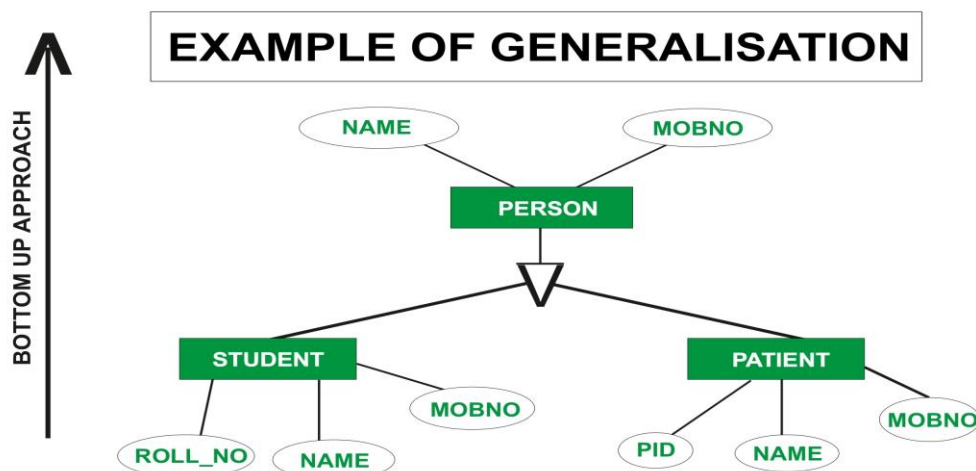 EXAMPLE OF GENERALISATION
BOTTOM UP APPROACH
NAME
MOBNO
PERSON
STUDENT
PATIENT
MOBNO
MOBNO
ROLL_NO
NAME
PID
NAME